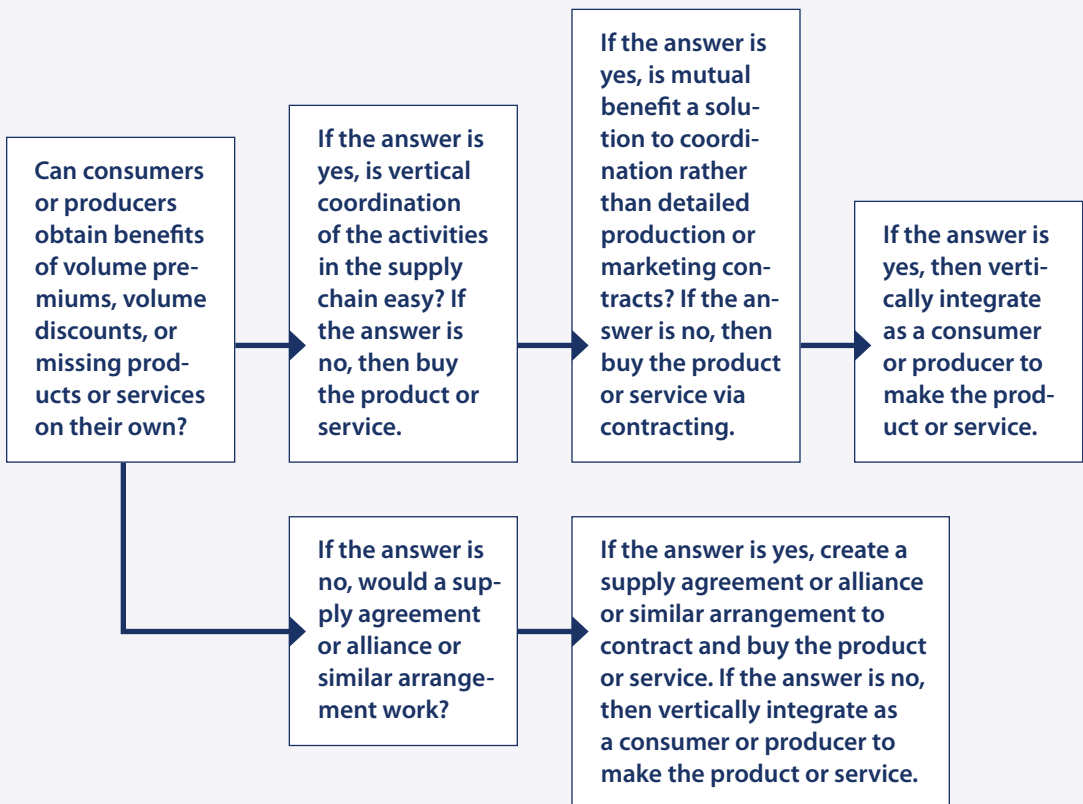 Can consumers
or producers
obtain benefits
of volume pre-
miums, volume
discounts, or
missing prod-
ucts or services
on their own?
If the answer is
yes, is vertical
coordination
of the activities
in the supply
chain easy? If
the answer is
no, then buy
the product or
service.
If the answer is
yes, is mutual
benefit a solu-
tion to coordi-
nation rather
than detailed
production or
marketing con-
tracts? If the an-
swer is no, then
buy the product
or service via
contracting.
If the answer is
yes, then verti-
cally integrate
as a consumer
or producer to
make the prod-
uct or service.
If the answer is
no, would a sup-
ply agreement
or alliance or
similar arrange-
ment work?
If the answer is yes, create a
supply agreement or alliance
or similar arrangement to
contract and buy the product
or service. If the answer is no,
then vertically integrate as
a consumer or producer to
make the product or service.